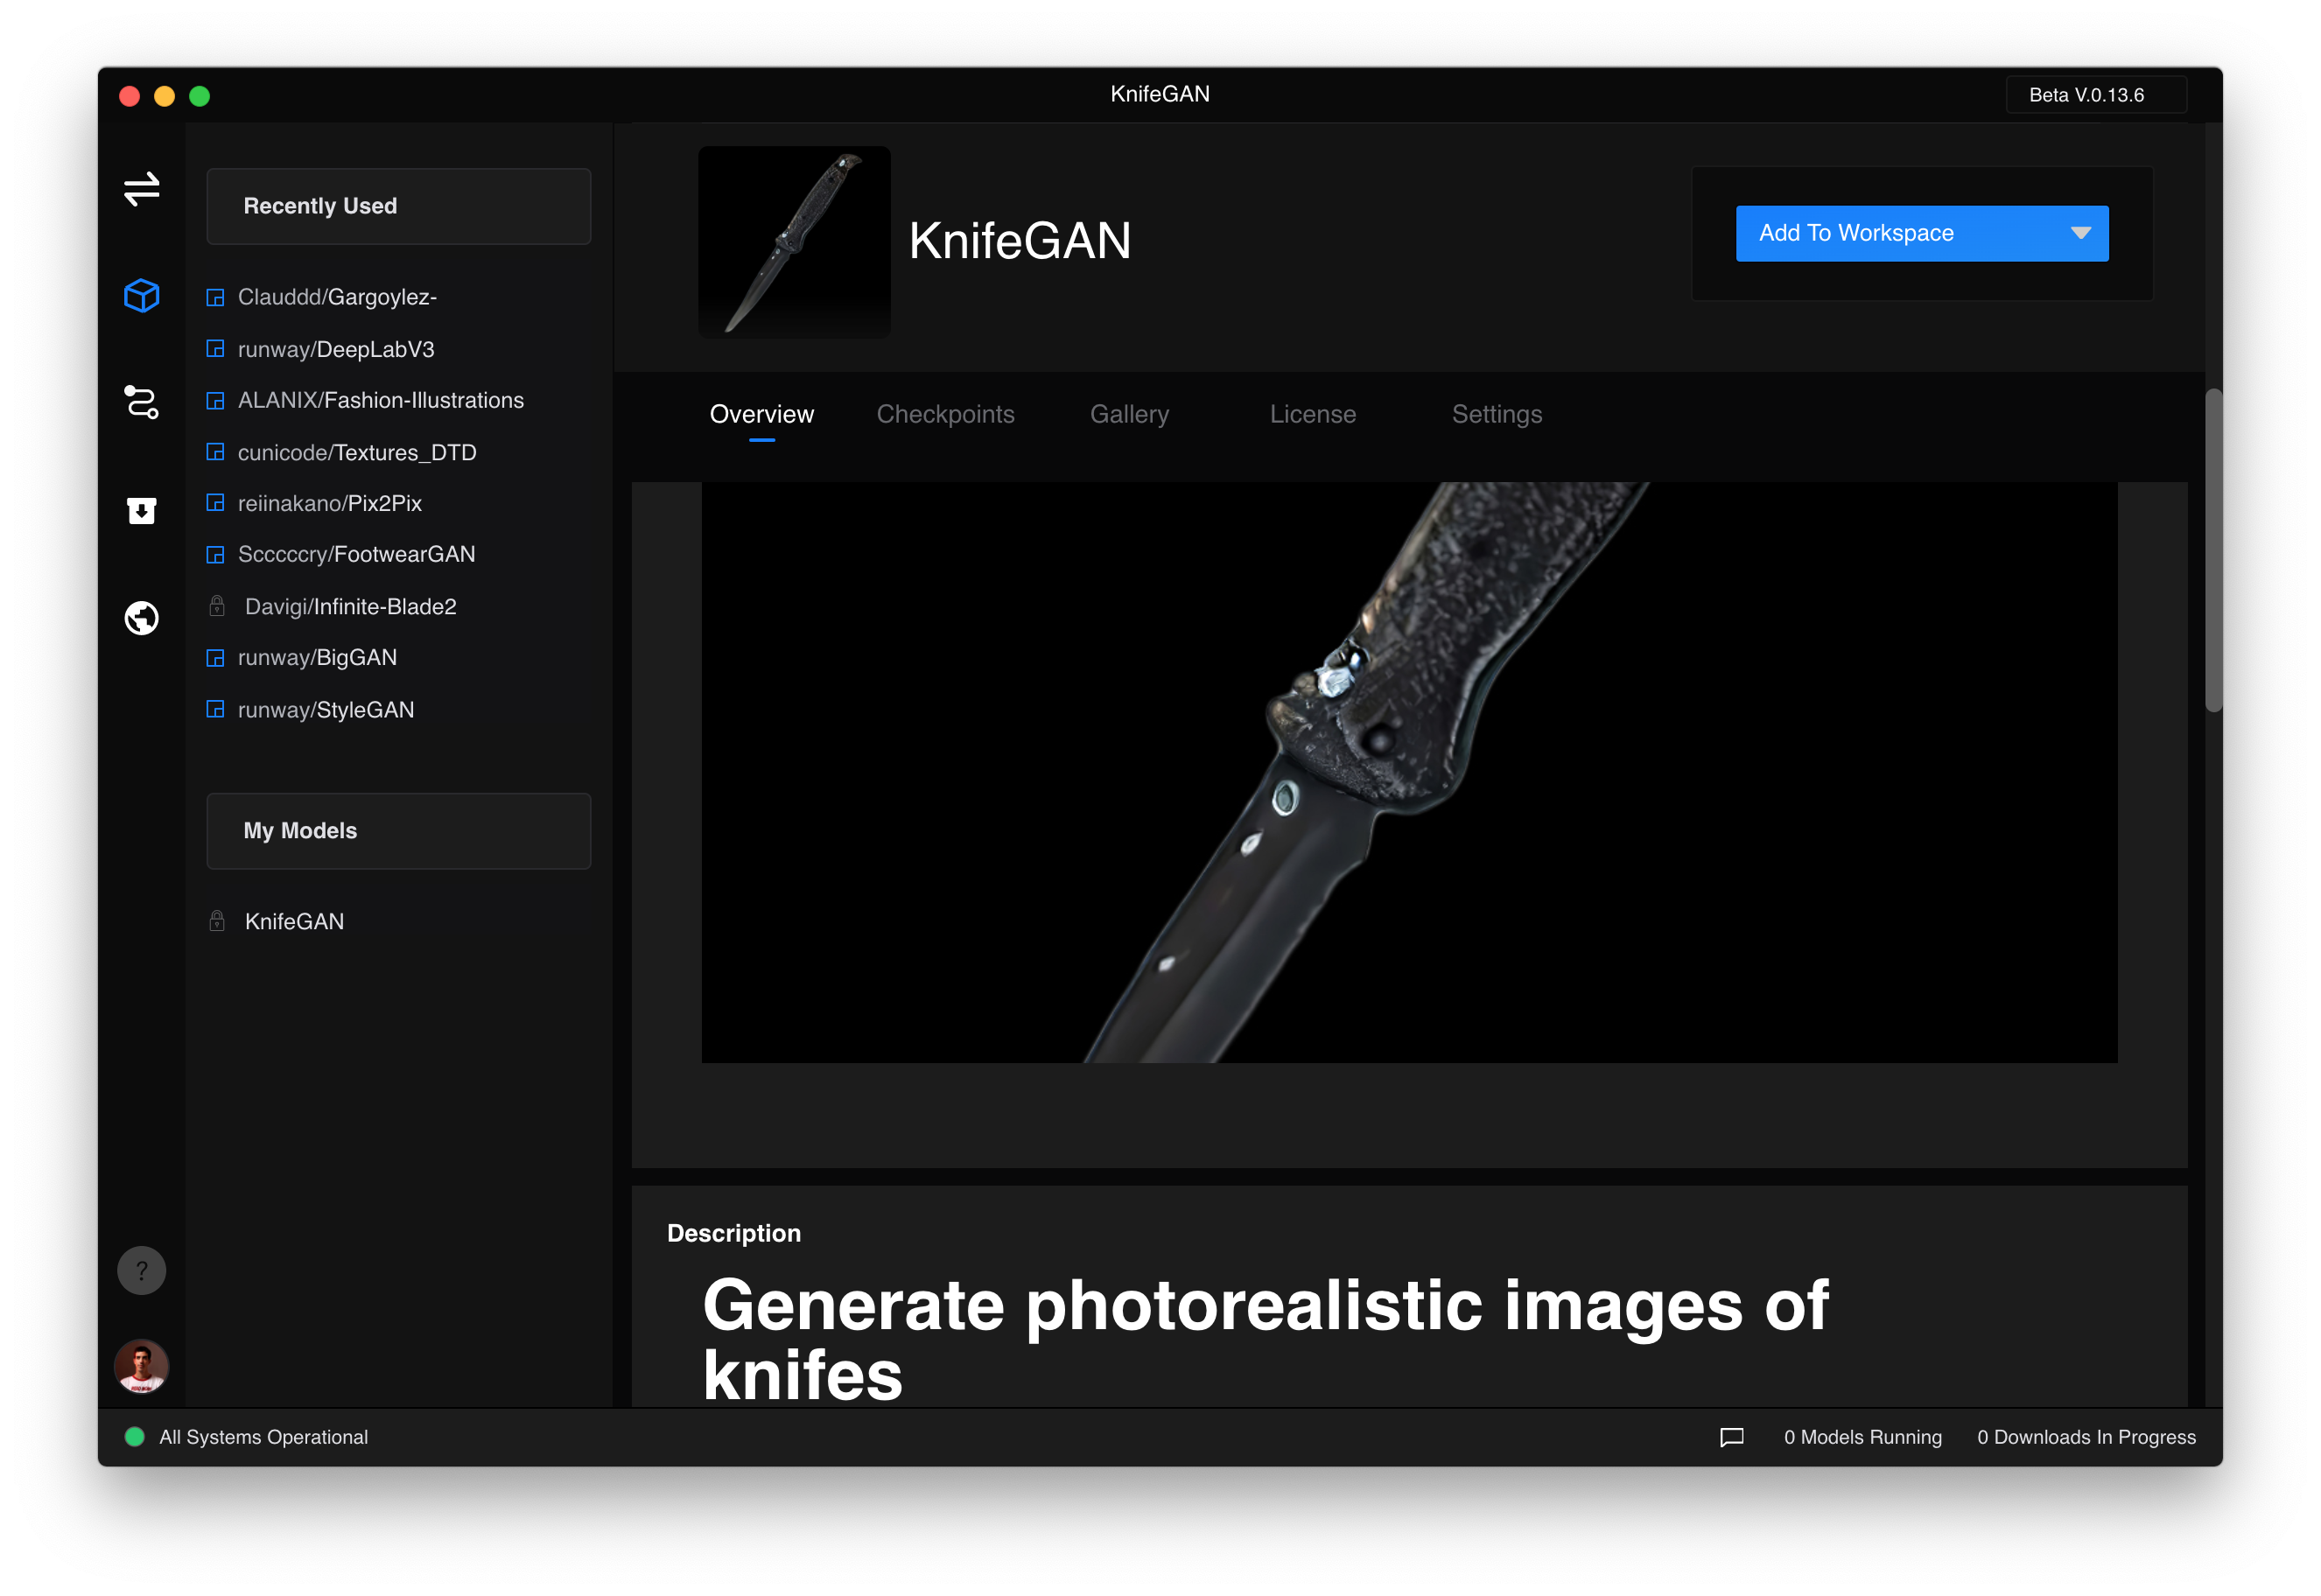 KnifeGAN
Beta V.0.13.6
Recently Used
Clauddd/Gargoylez-
runway/DeepLabV3
ALANIX/Fashion-Illustrations
cunicode/Textures_DTD
reiinakano/Pix2Pix
Scccccry/FootwearGAN
Davigi/Infinite-Blade2
runway/BigGAN
runway/StyleGAN
My Models
KnifeGAN
KnifeGAN
Add To Workspace
Overview
Checkpoints
Gallery
License
Settings
Description
Generate photorealistic images of
knifes
?
All Systems Operational
0 Models Running
0 Downloads In Progress